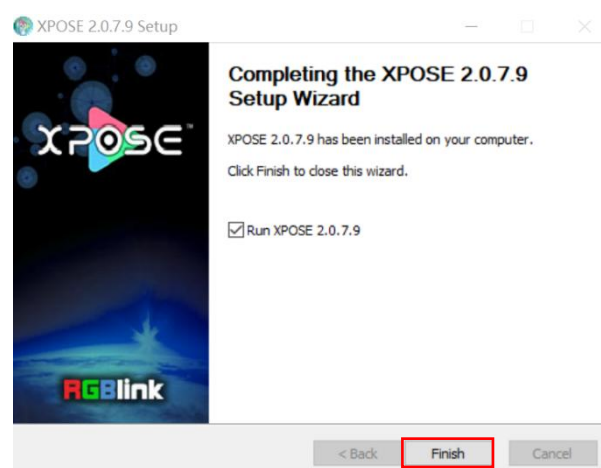 XPOSE 2.0.7.9 Setup
Completing the XPOSE 2.0.7.9
Setup Wizard
XPOSE™
XPOSE 2.0.7.9 has been installed on your computer.
Click Finish to close this wizard.
Run XPOSE 2.0.7.9
RGBlink
< Back
Finish
Cancel